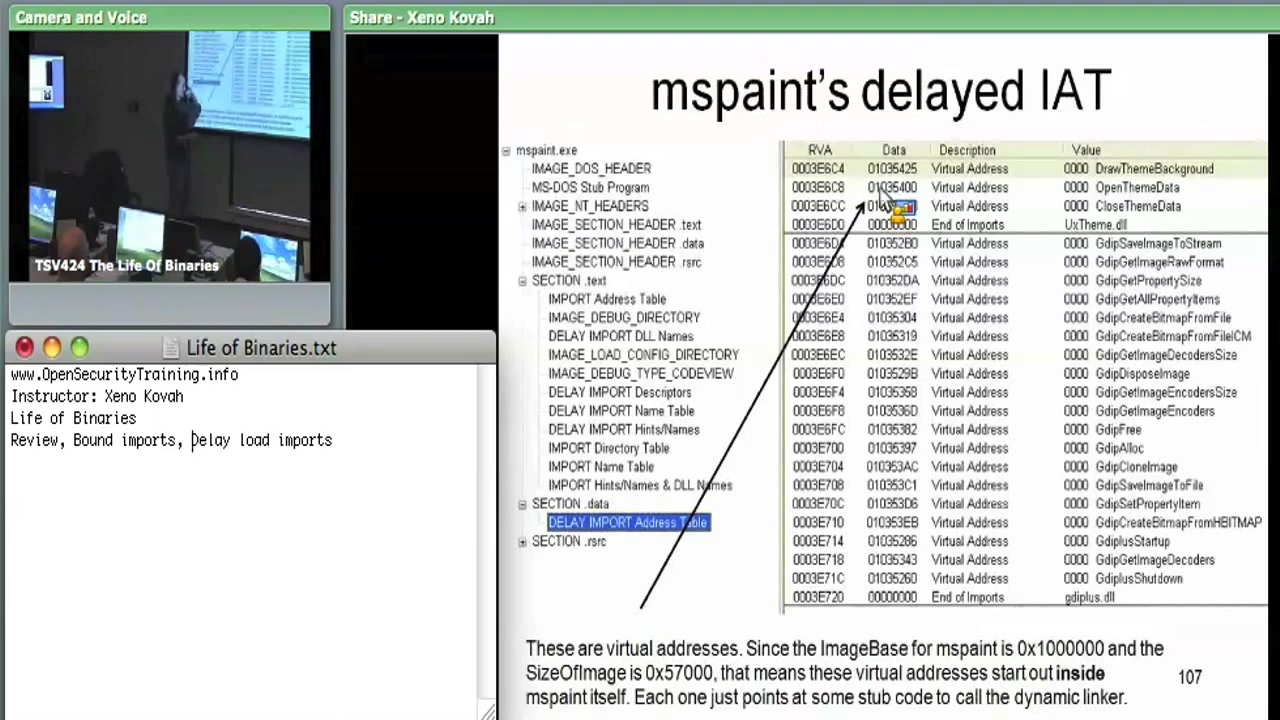 Camera and Voice
TSV424 The Life Of Binaries
Life of Binaries.txt
www.OpenSecurityTraining.info
Instructor: Xeno Kovah
Life of Binaries
Review, Bound imports, Delay load imports
Share - Xeno Kovah
mspaint's delayed IAT
mspaint.exe
IMAGE_DOS_HEADER
MS-DOS Stub Program
IMAGE_NT_HEADERS
IMAGE_SECTION_HEADER .text
IMAGE_SECTION_HEADER .data
IMAGE_SECTION_HEADER .rsrc
SECTION .text
IMPORT Address Table
IMAGE_DEBUG_DIRECTORY
DELAY IMPORT DLL Names
IMAGE_LOAD_CONFIG_DIRECTORY
IMAGE_DEBUG_TYPE_CODEVIEW
DELAY IMPORT Descriptors
DELAY IMPORT Name Table
DELAY IMPORT Hints/Names
IMPORT Directory Table
IMPORT Name Table
IMPORT Hints/Names & DLL Names
SECTION .data
DELAY IMPORT Address Table
SECTION .rsrc
RVA Data Description Value
0003E6C4 01035425 Virtual Address 0000 DrawThemeBackground
0003E6C8 01035400 Virtual Address 0000 OpenThemeData
0003E6CC Virtual Address 0000 CloseThemeData
0003E6D0 00000000 End of Imports UxTheme.dll
0003E6D4 010352B0 Virtual Address 0000 GdipSaveImageToStream
0003E6D8 010352C5 Virtual Address 0000 GdipGetImageRawFormat
0003E6DC 010352DA Virtual Address 0000 GdipGetPropertySize
0003E6E0 010352EF Virtual Address 0000 GdipGetAllPropertyItems
0003E6E4 01035304 Virtual Address 0000 GdipCreateBitmapFromFile
0003E6E8 01035319 Virtual Address 0000 GdipCreateBitmapFromFileICM
0003E6EC 0103532E Virtual Address 0000 GdipGetImageDecodersSize
0003E6F0 0103529B Virtual Address 0000 GdipDisposeImage
0003E6F4 01035358 Virtual Address 0000 GdipGetImageEncodersSize
0003E6F8 0103536D Virtual Address 0000 GdipGetImageEncoders
0003E6FC 01035382 Virtual Address 0000 GdipFree
0003E700 01035397 Virtual Address 0000 GdipAlloc
0003E704 010353AC Virtual Address 0000 GdipCloneImage
0003E708 010353C1 Virtual Address 0000 GdipSaveImageToFile
0003E70C 010353D6 Virtual Address 0000 GdipSetPropertyItem
0003E710 010353EB Virtual Address 0000 GdipCreateBitmapFromHBITMAP
0003E714 01035286 Virtual Address 0000 GdiplusStartup
0003E718 01035343 Virtual Address 0000 GdipGetImageDecoders
0003E71C 01035260 Virtual Address 0000 GdiplusShutdown
0003E720 00000000 End of Imports gdiplus.dll
These are virtual addresses. Since the ImageBase for mspaint is 0x1000000 and the
SizeOfImage is 0x57000, that means these virtual addresses start out inside
mspaint itself. Each one just points at some stub code to call the dynamic linker.
107